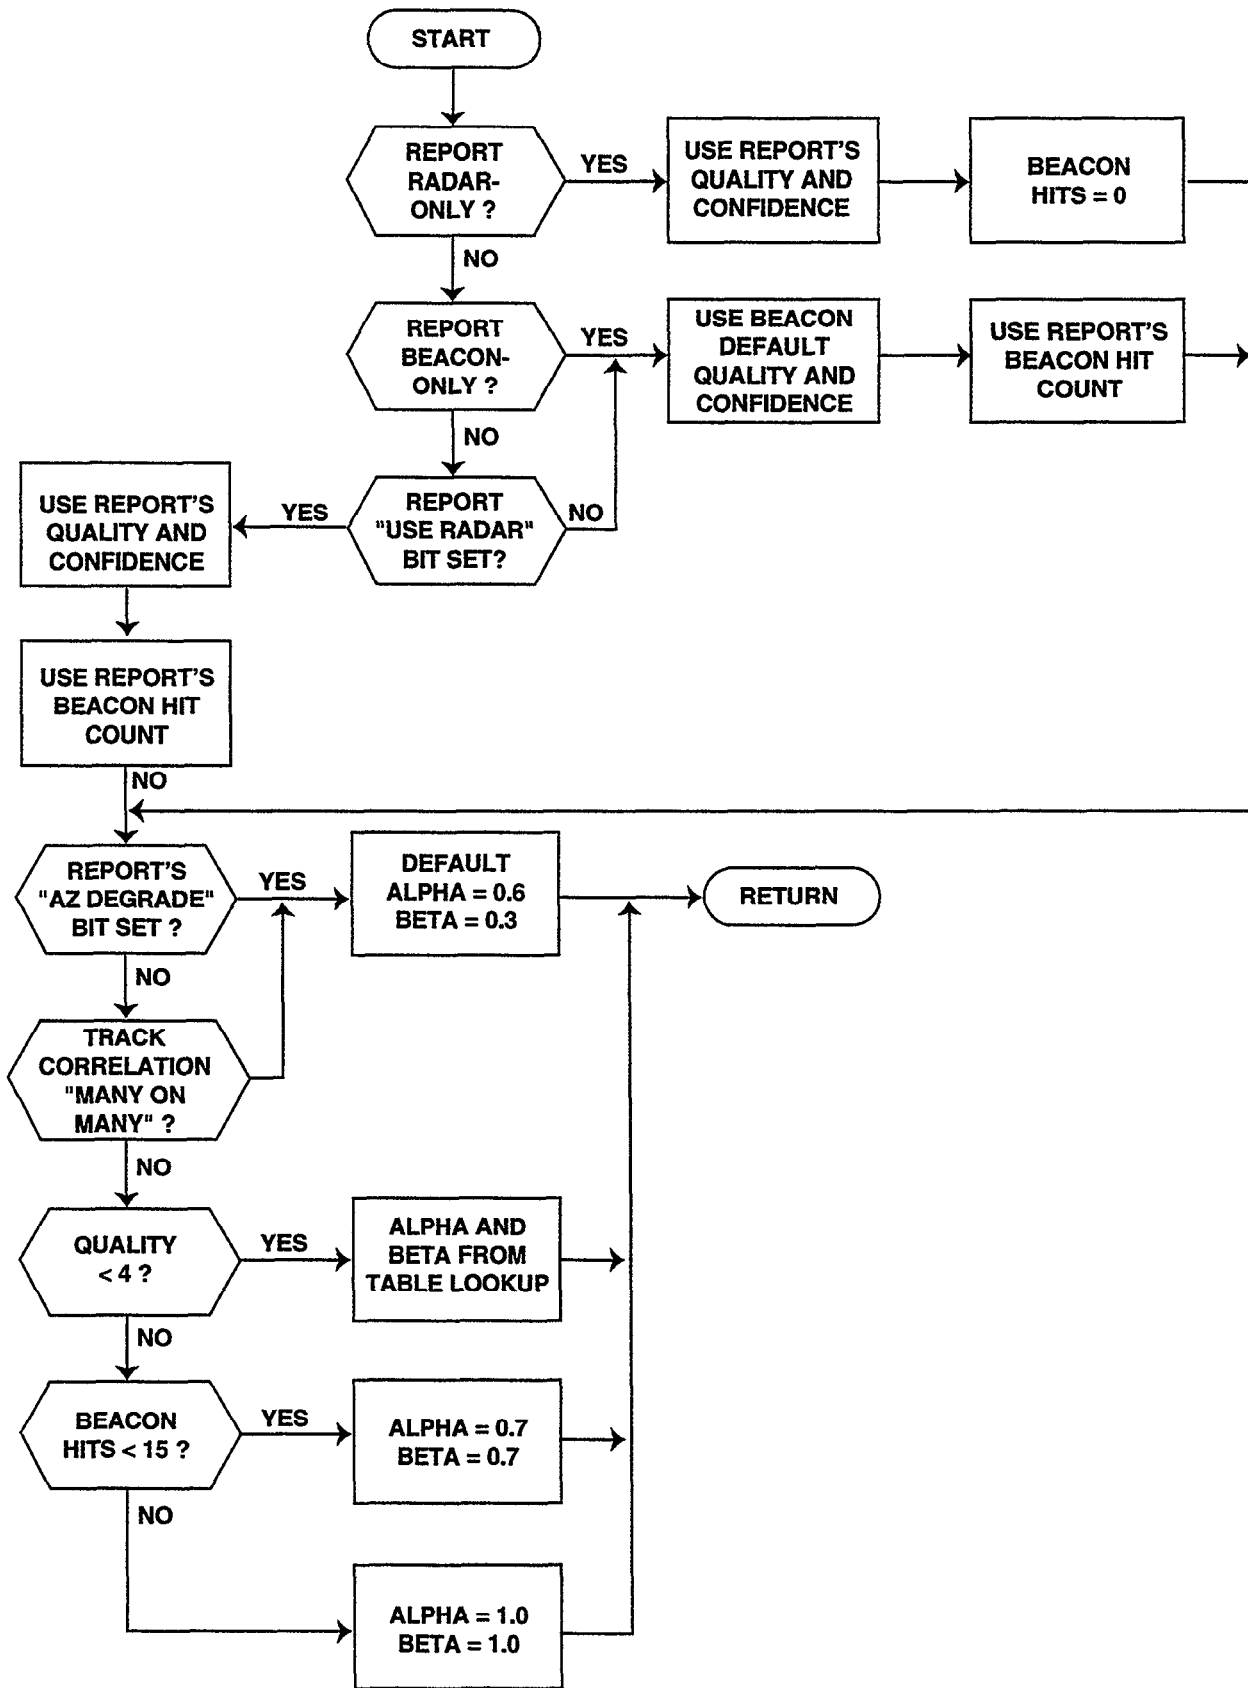 START
REPORT
RADAR-
ONLY ?
YES
USE REPORT'S
QUALITY AND
CONFIDENCE
BEACON
HITS = 0
NO
REPORT
BEACON-
ONLY ?
YES
USE BEACON
DEFAULT
QUALITY AND
CONFIDENCE
USE REPORT'S
BEACON HIT
COUNT
NO
REPORT
"USE RADAR"
BIT SET?
NO
YES
USE REPORT'S
QUALITY AND
CONFIDENCE
USE REPORT'S
BEACON HIT
COUNT
NO
REPORT'S
"AZ DEGRADE"
BIT SET ?
YES
DEFAULT
ALPHA = 0.6
BETA = 0.3
RETURN
NO
TRACK
CORRELATION
"MANY ON
MANY" ?
NO
QUALITY
< 4 ?
YES
ALPHA AND
BETA FROM
TABLE LOOKUP
NO
BEACON
HITS < 15 ?
YES
ALPHA = 0.7
BETA = 0.7
NO
ALPHA = 1.0
BETA = 1.0